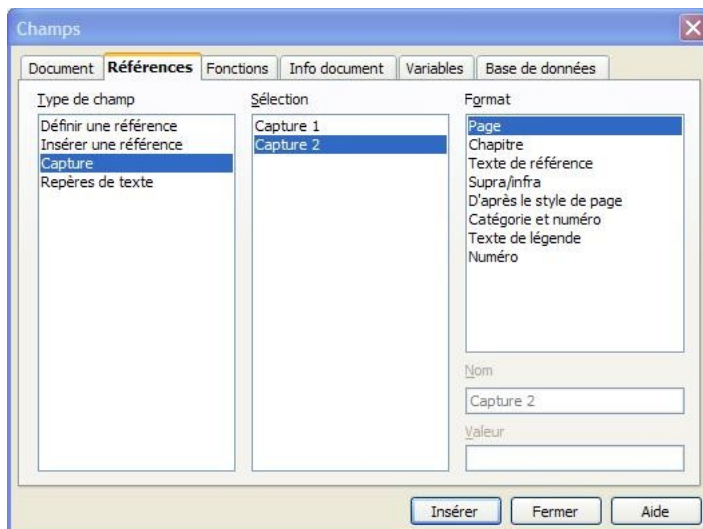 Champs
Document Références Fonctions Info document Variables Base de données
Type de champ
Définir une référence
Insérer une référence
Capture
Repères de texte
Sélection
Capture 1
Capture 2
Format
Page
Chapitre
Texte de référence
Supra/infra
D'après le style de page
Catégorie et numéro
Texte de légende
Numéro
Nom
Capture 2
Valeur
Insérer Fermer Aide